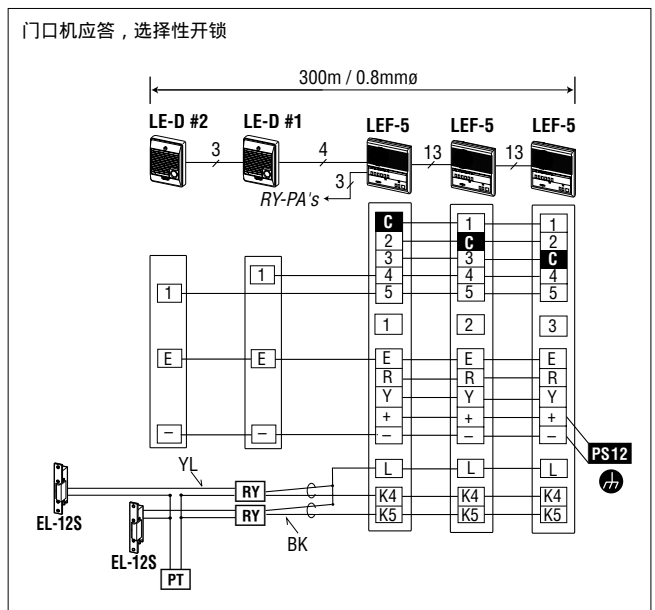 门口机应答，选择性开锁
300m / 0.8mmø
LE-D #2 LE-D #1 LEF-5 LEF-5 LEF-5
3 4 13 13
3
RY-PA's
C 1 1
2 C 2
3 3 C
1 4 4 4
1 5 5 5
1 2 3
E E E E E
R R R
Y Y Y
+ + +
– – – – –
PS12
YL L L L
RY K4 K4 K4
RY K5 K5 K5
EL-12S
BK
EL-12S
PT